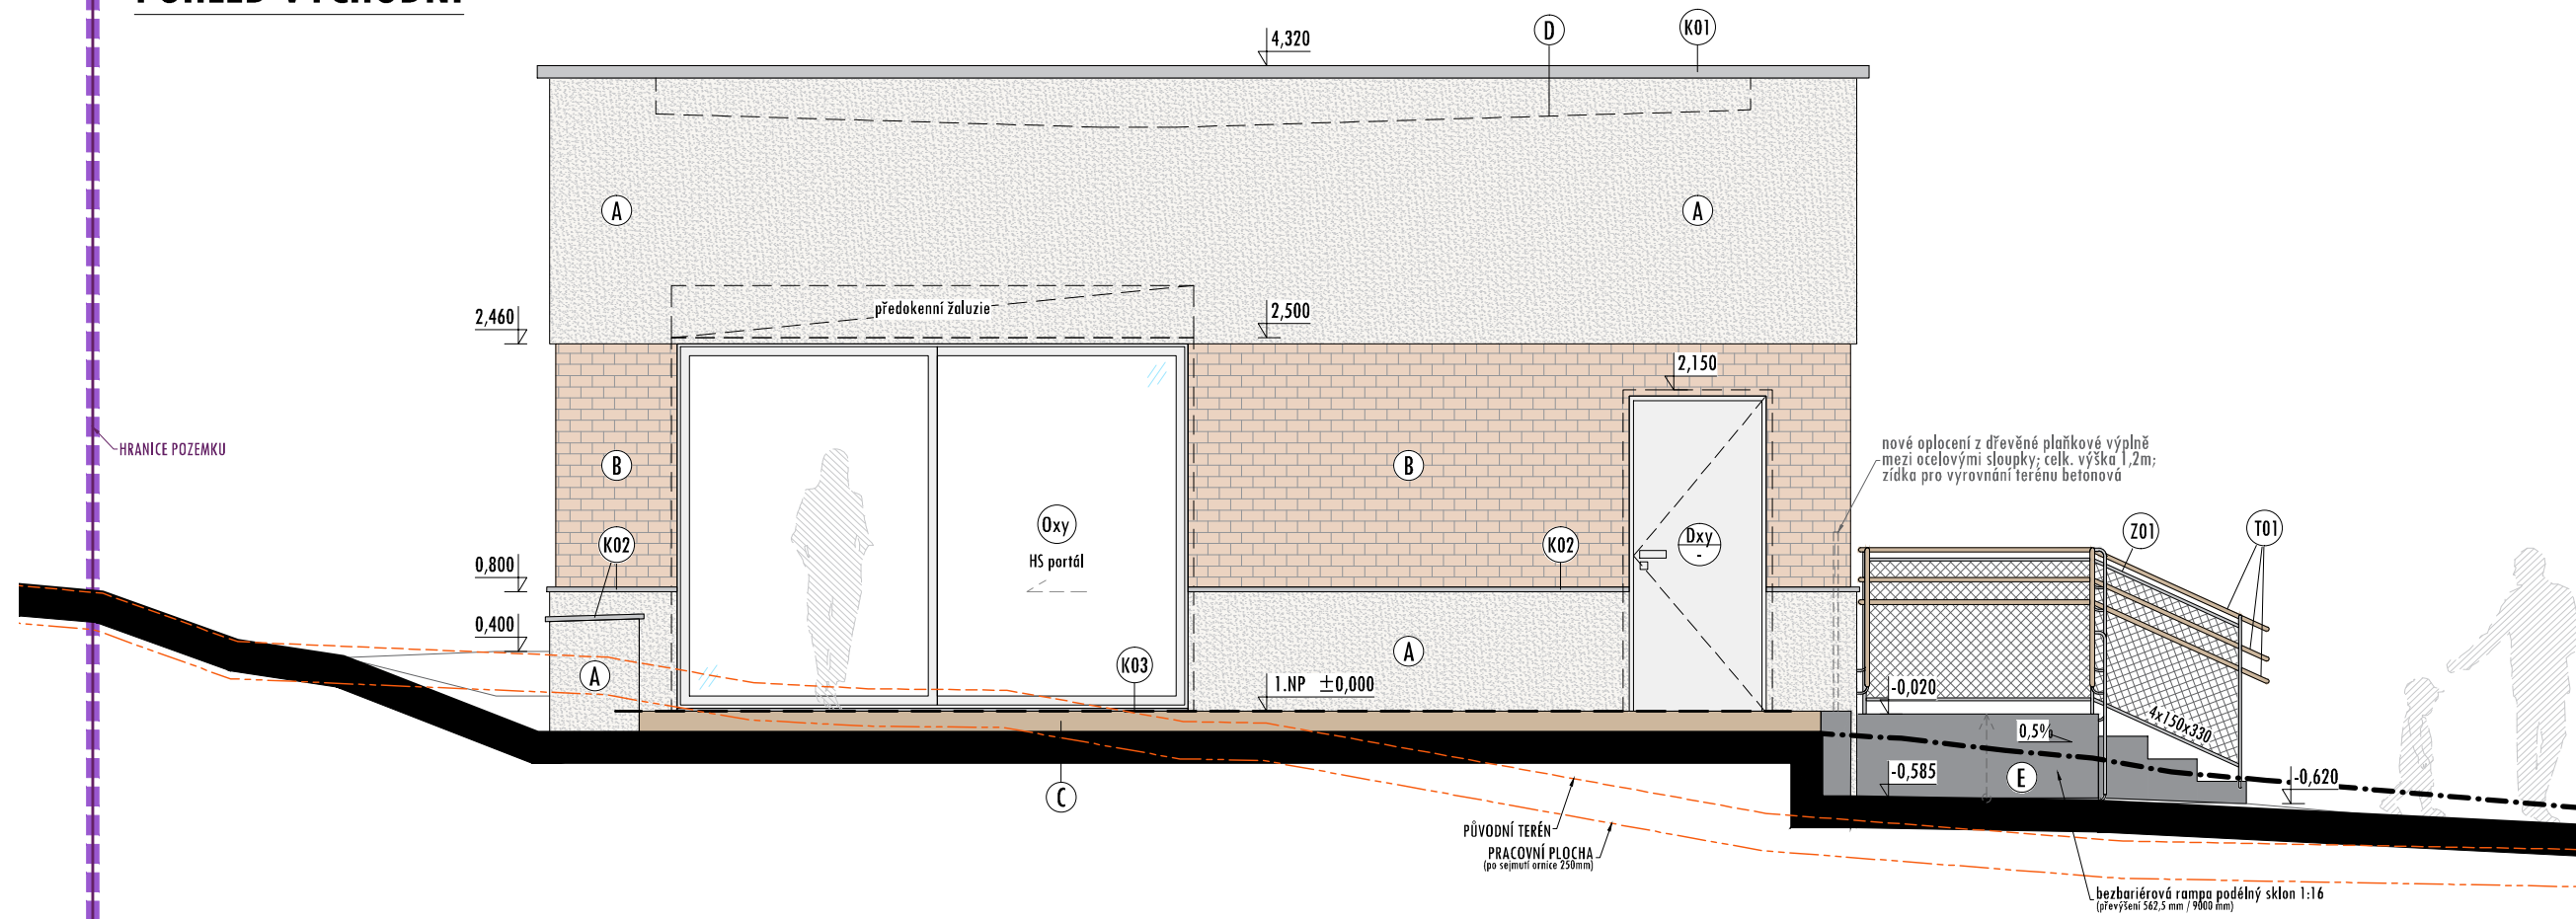 POHLED VÝCHODNÍ
4,320
D
K01
A
A
předokenní žaluzie
2,460
2,500
2,150
HRANICE POZEMKU
nové oplocení z dřevěné plaňkové výplně
mezi ocelovými sloupky; celk. výška 1,2m;
zídka pro vyrovnání terénu betonová
B
B
Oxy
HS portál
K02
K02
Dxy
-
Z01
T01
0,800
0,400
A
K03
A
1.NP ±0,000
-0,020
4x150x330
0,5%
-0,585
E
-0,620
C
PŮVODNÍ TERÉN
PRACOVNÍ PLOCHA
(po sejmutí ornice 250mm)
bezbariérová rampa podélný sklon 1:16
(převýšení 562,5 mm / 9000 mm)